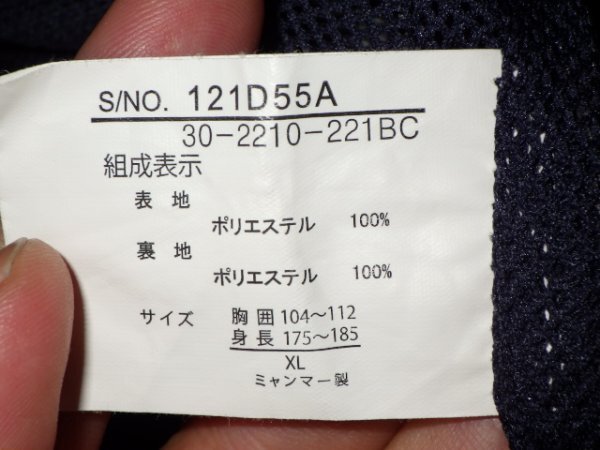 S/NO. 121D55A
30-2210-221BC
組成表示
表 地
ポリエステル 100%
裏 地
ポリエステル 100%
サイズ 胸 囲 104～112
身 長 175～185
XL
ミャンマー製